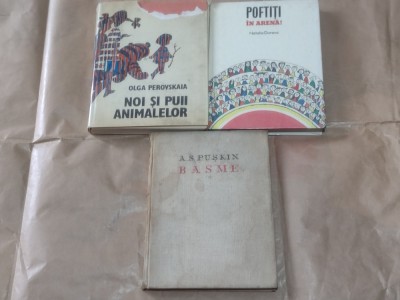 OLGA PEROVSKAIA
NOI ȘI PUII
ANIMALELOR
POFTIȚI
ÎN ARENĂ!
A.S. PUȘKIN
BASME